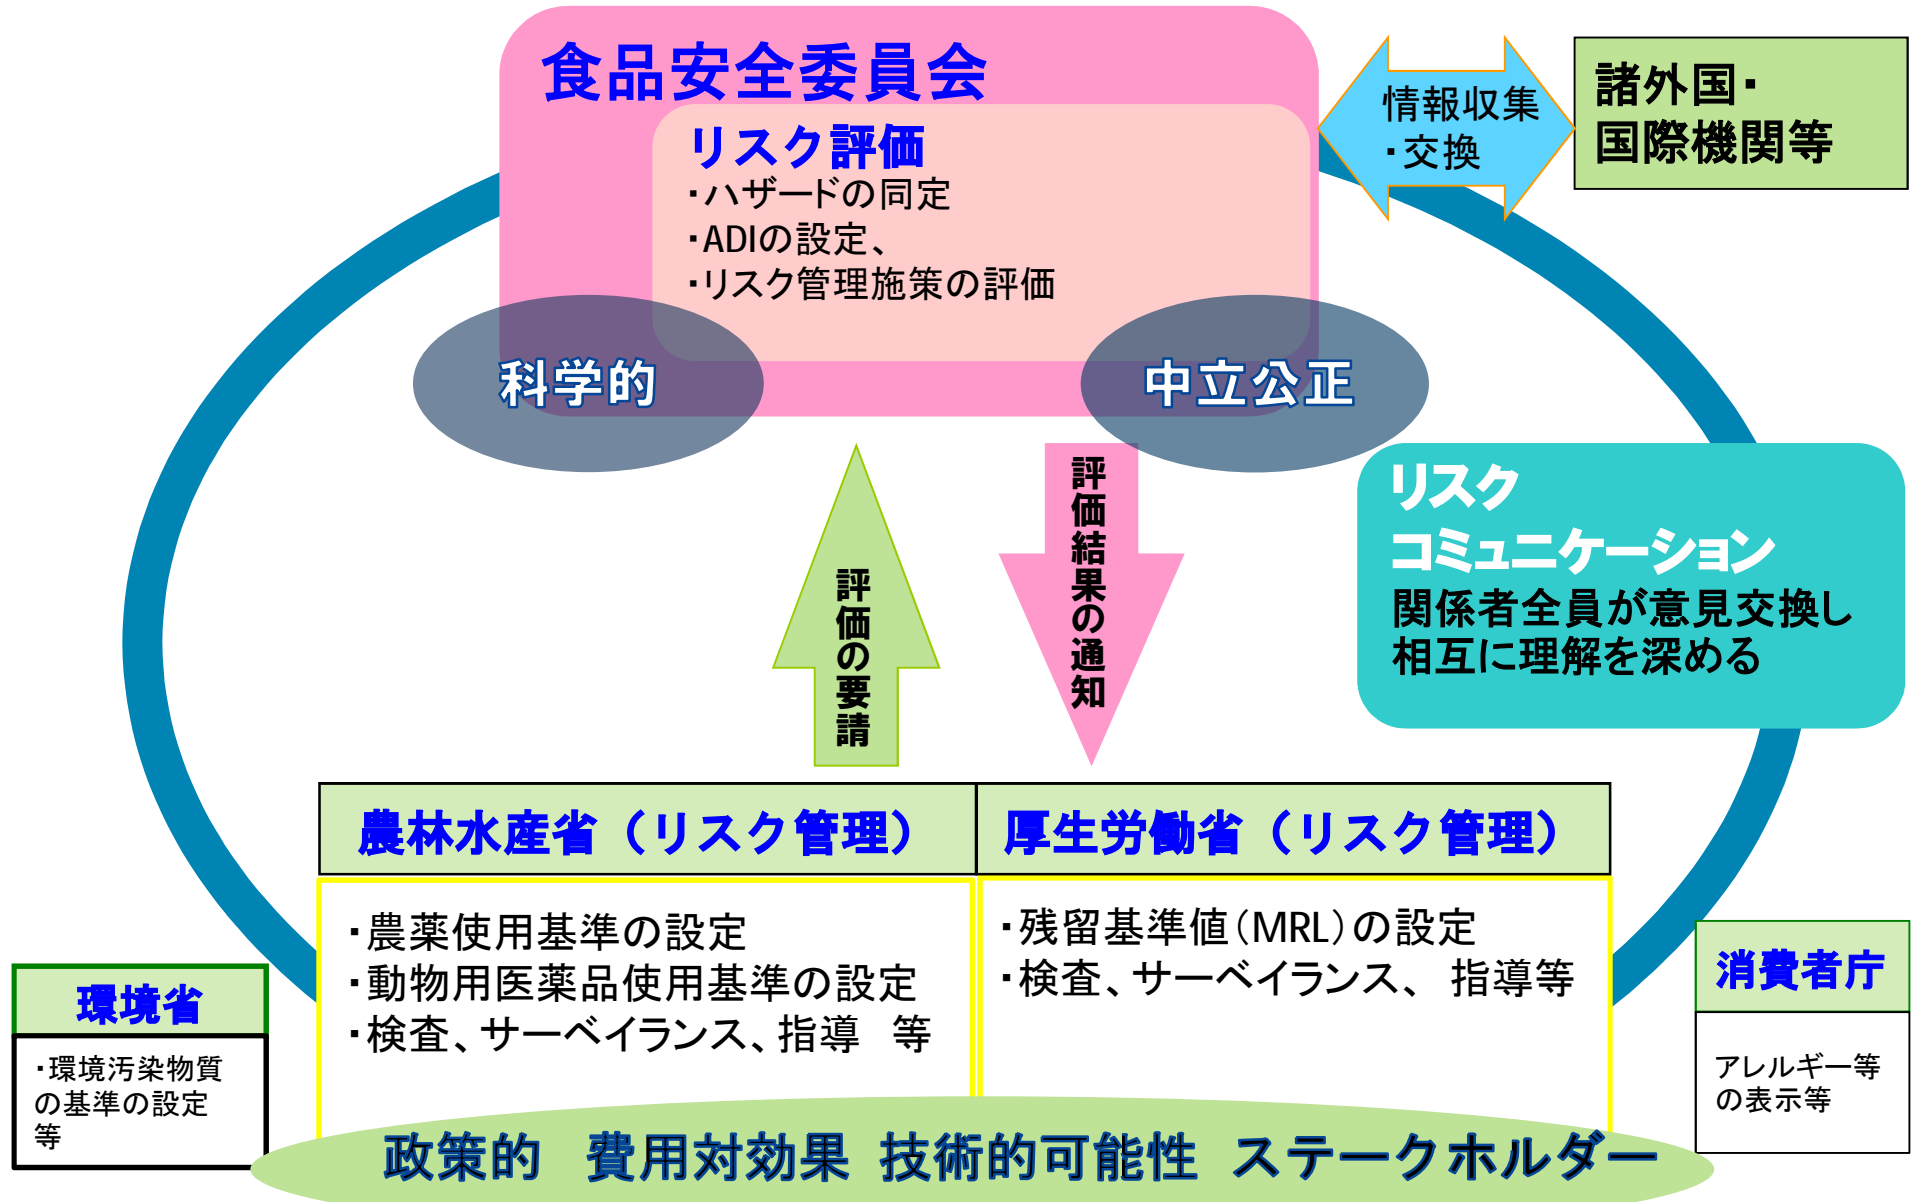 食品安全委員会
リスク評価
・ハザードの同定
・ADIの設定、
・リスク管理施策の評価
科学的
中立公正
情報収集
・交換
諸外国・
国際機関等
評価の要請
評価結果の通知
リスク
コミュニケーション
関係者全員が意見交換し
相互に理解を深める
農林水産省（リスク管理）
・農薬使用基準の設定
・動物用医薬品使用基準の設定
・検査、サーベイランス、指導　等
厚生労働省（リスク管理）
・残留基準値（MRL）の設定
・検査、サーベイランス、 指導等
環境省
・環境汚染物質
の基準の設定
等
消費者庁
アレルギー等
の表示等
政策的　費用対効果 技術的可能性 ステークホルダー